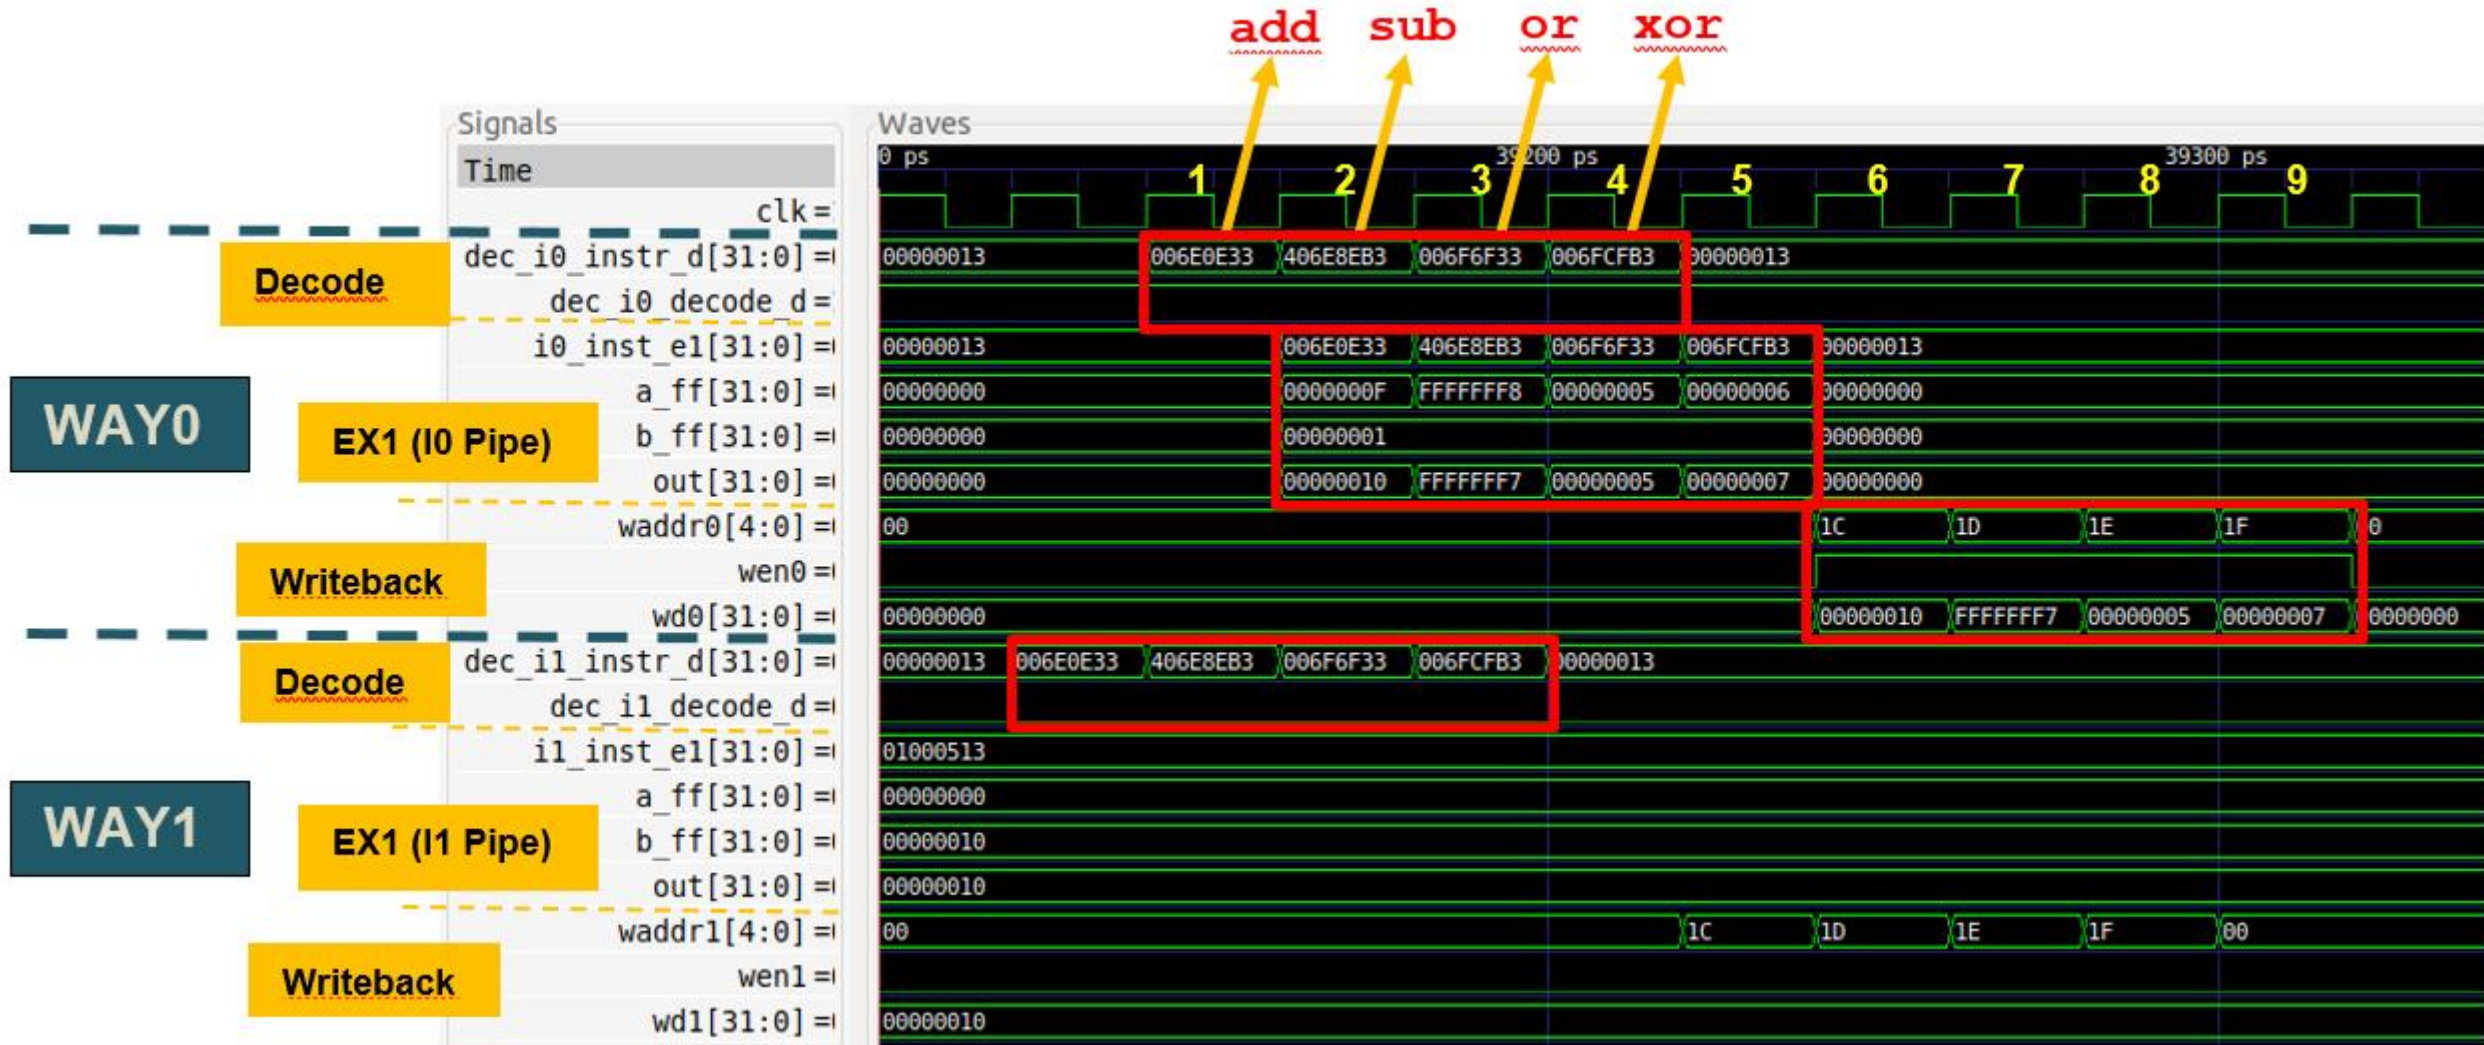 add sub or xor
Signals
Waves
Time
0 ps 39200 ps 39300 ps
1 2 3 4 5 6 7 8 9
clk=
Decode
dec_i0_instr_d[31:0] 00000013 006E0E33 406E8EB3 006F6F33 006FCFB3 00000013
dec_i0_decode_d=
WAY0
EX1 (I0 Pipe)
i0_inst_e1[31:0] 00000013 006E0E33 406E8EB3 006F6F33 006FCFB3 00000013
a_ff[31:0] 00000000 0000000F FFFFFFF8 00000005 00000006 00000000
b_ff[31:0] 00000000 00000001 00000000
out[31:0] 00000000 00000010 FFFFFFF7 00000005 00000007 00000000
Writeback
waddr0[4:0] 00 1C 1D 1E 1F 0
wen0
wd0[31:0] 00000000 00000010 FFFFFFF7 00000005 00000007 0000000
Decode
dec_i1_instr_d[31:0] 00000013 006E0E33 406E8EB3 006F6F33 006FCFB3 00000013
dec_i1_decode_d
WAY1
EX1 (I1 Pipe)
i1_inst_e1[31:0] 01000513
a_ff[31:0] 00000000
b_ff[31:0] 00000010
out[31:0] 00000010
Writeback
waddr1[4:0] 00 1C 1D 1E 1F 00
wen1
wd1[31:0] 00000010